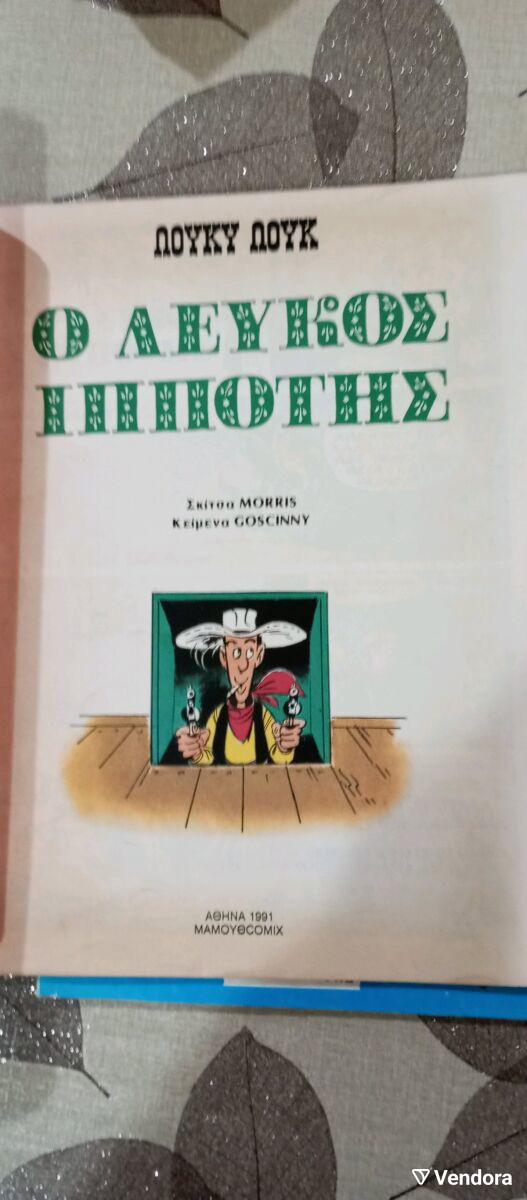 ΛΟΥΚΥ ΛΟΥΚ
Ο ΛΕΥΚΟΣ
ΙΠΠΟΤΗΣ
Σκίτσα MORRIS
Κείμενα GOSCINNY
ΑΘΗΝΑ 1991
ΜΑΜΟΥΘCOMIX
Vendora